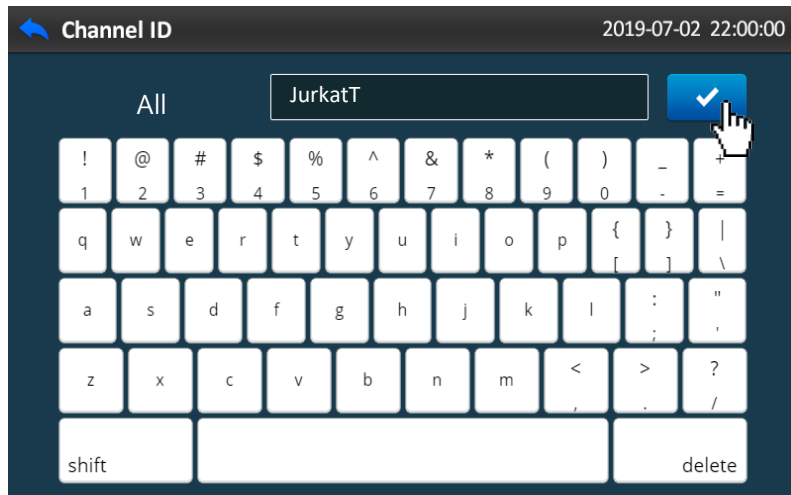 Channel ID 2019-07-02 22:00:00
All JurkatT
! @ # $ % ^ & * ( ) _ +
1 2 3 4 5 6 7 8 9 0 - =
q w e r t y u i o p { } |
[ ] \
a s d f g h j k l : "
; '
z x c v b n m < > ?
, . /
shift delete